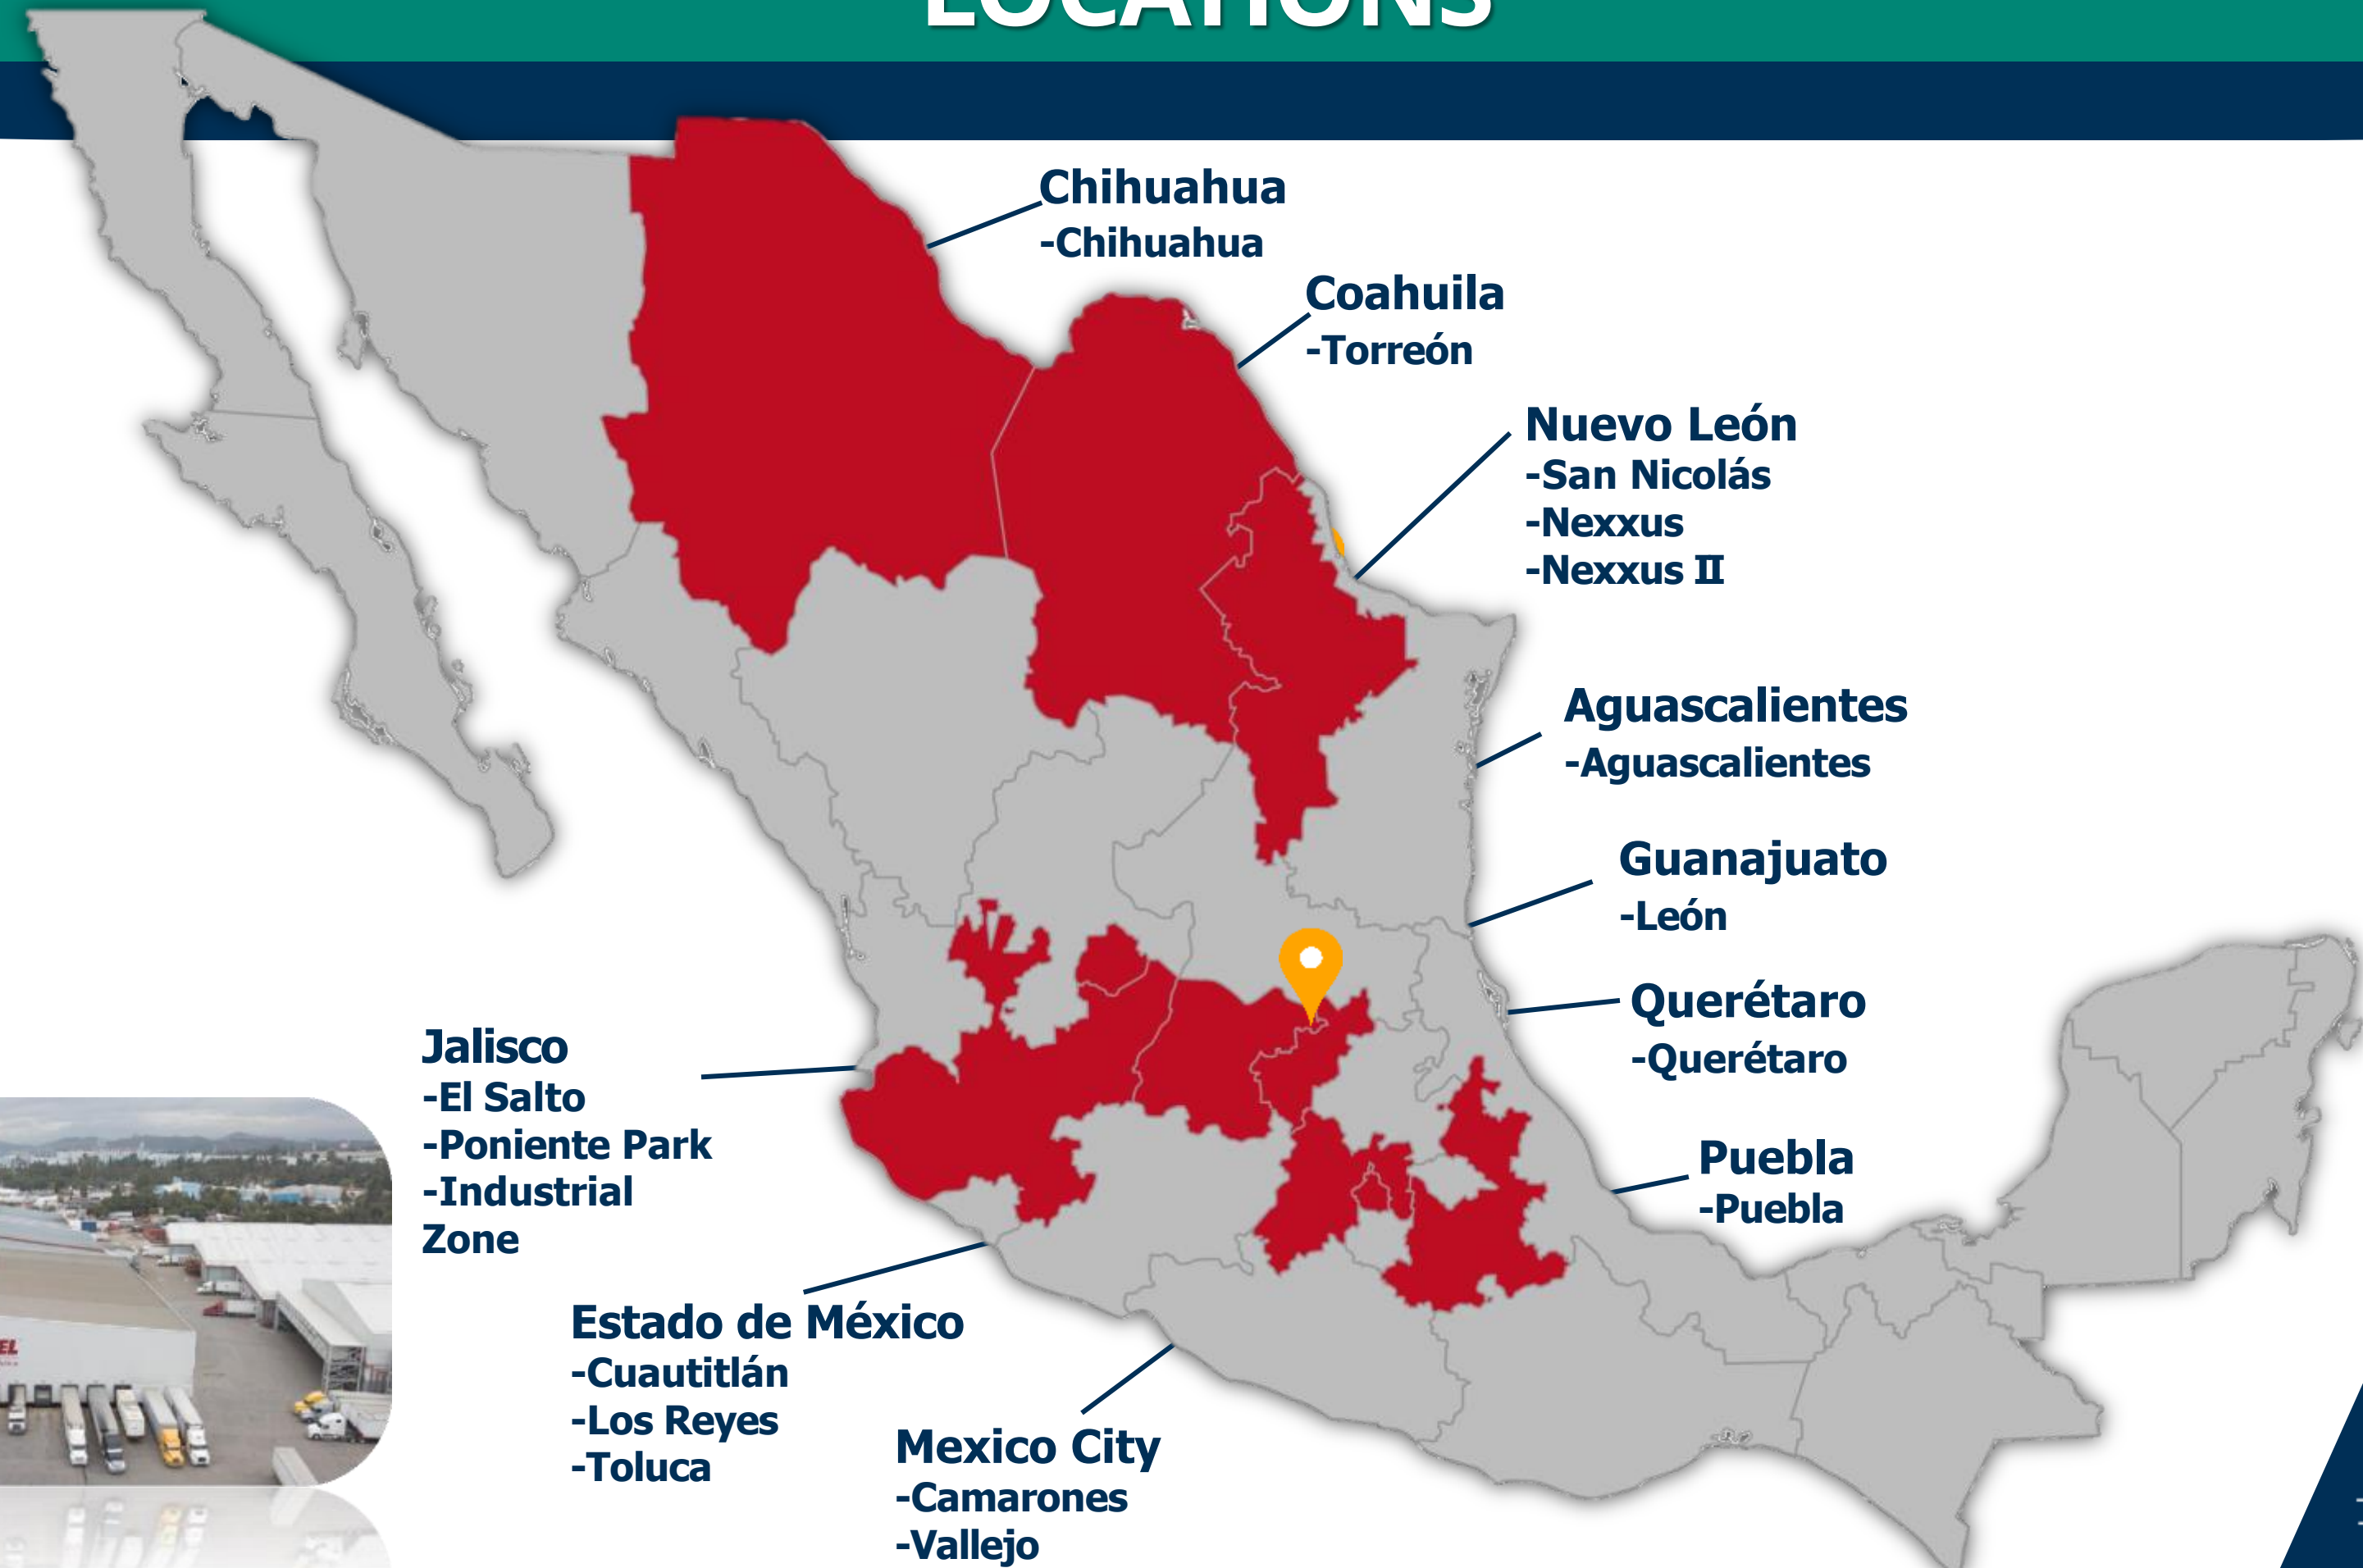 LOCATIONS
Chihuahua
-Chihuahua
Coahuila
-Torreón
Nuevo León
-San Nicolás
-Nexxus
-Nexxus II
Aguascalientes
-Aguascalientes
Guanajuato
-León
Querétaro
-Querétaro
Puebla
-Puebla
Jalisco
-El Salto
-Poniente Park
-Industrial
Zone
Estado de México
-Cuautitlán
-Los Reyes
-Toluca
Mexico City
-Camarones
-Vallejo